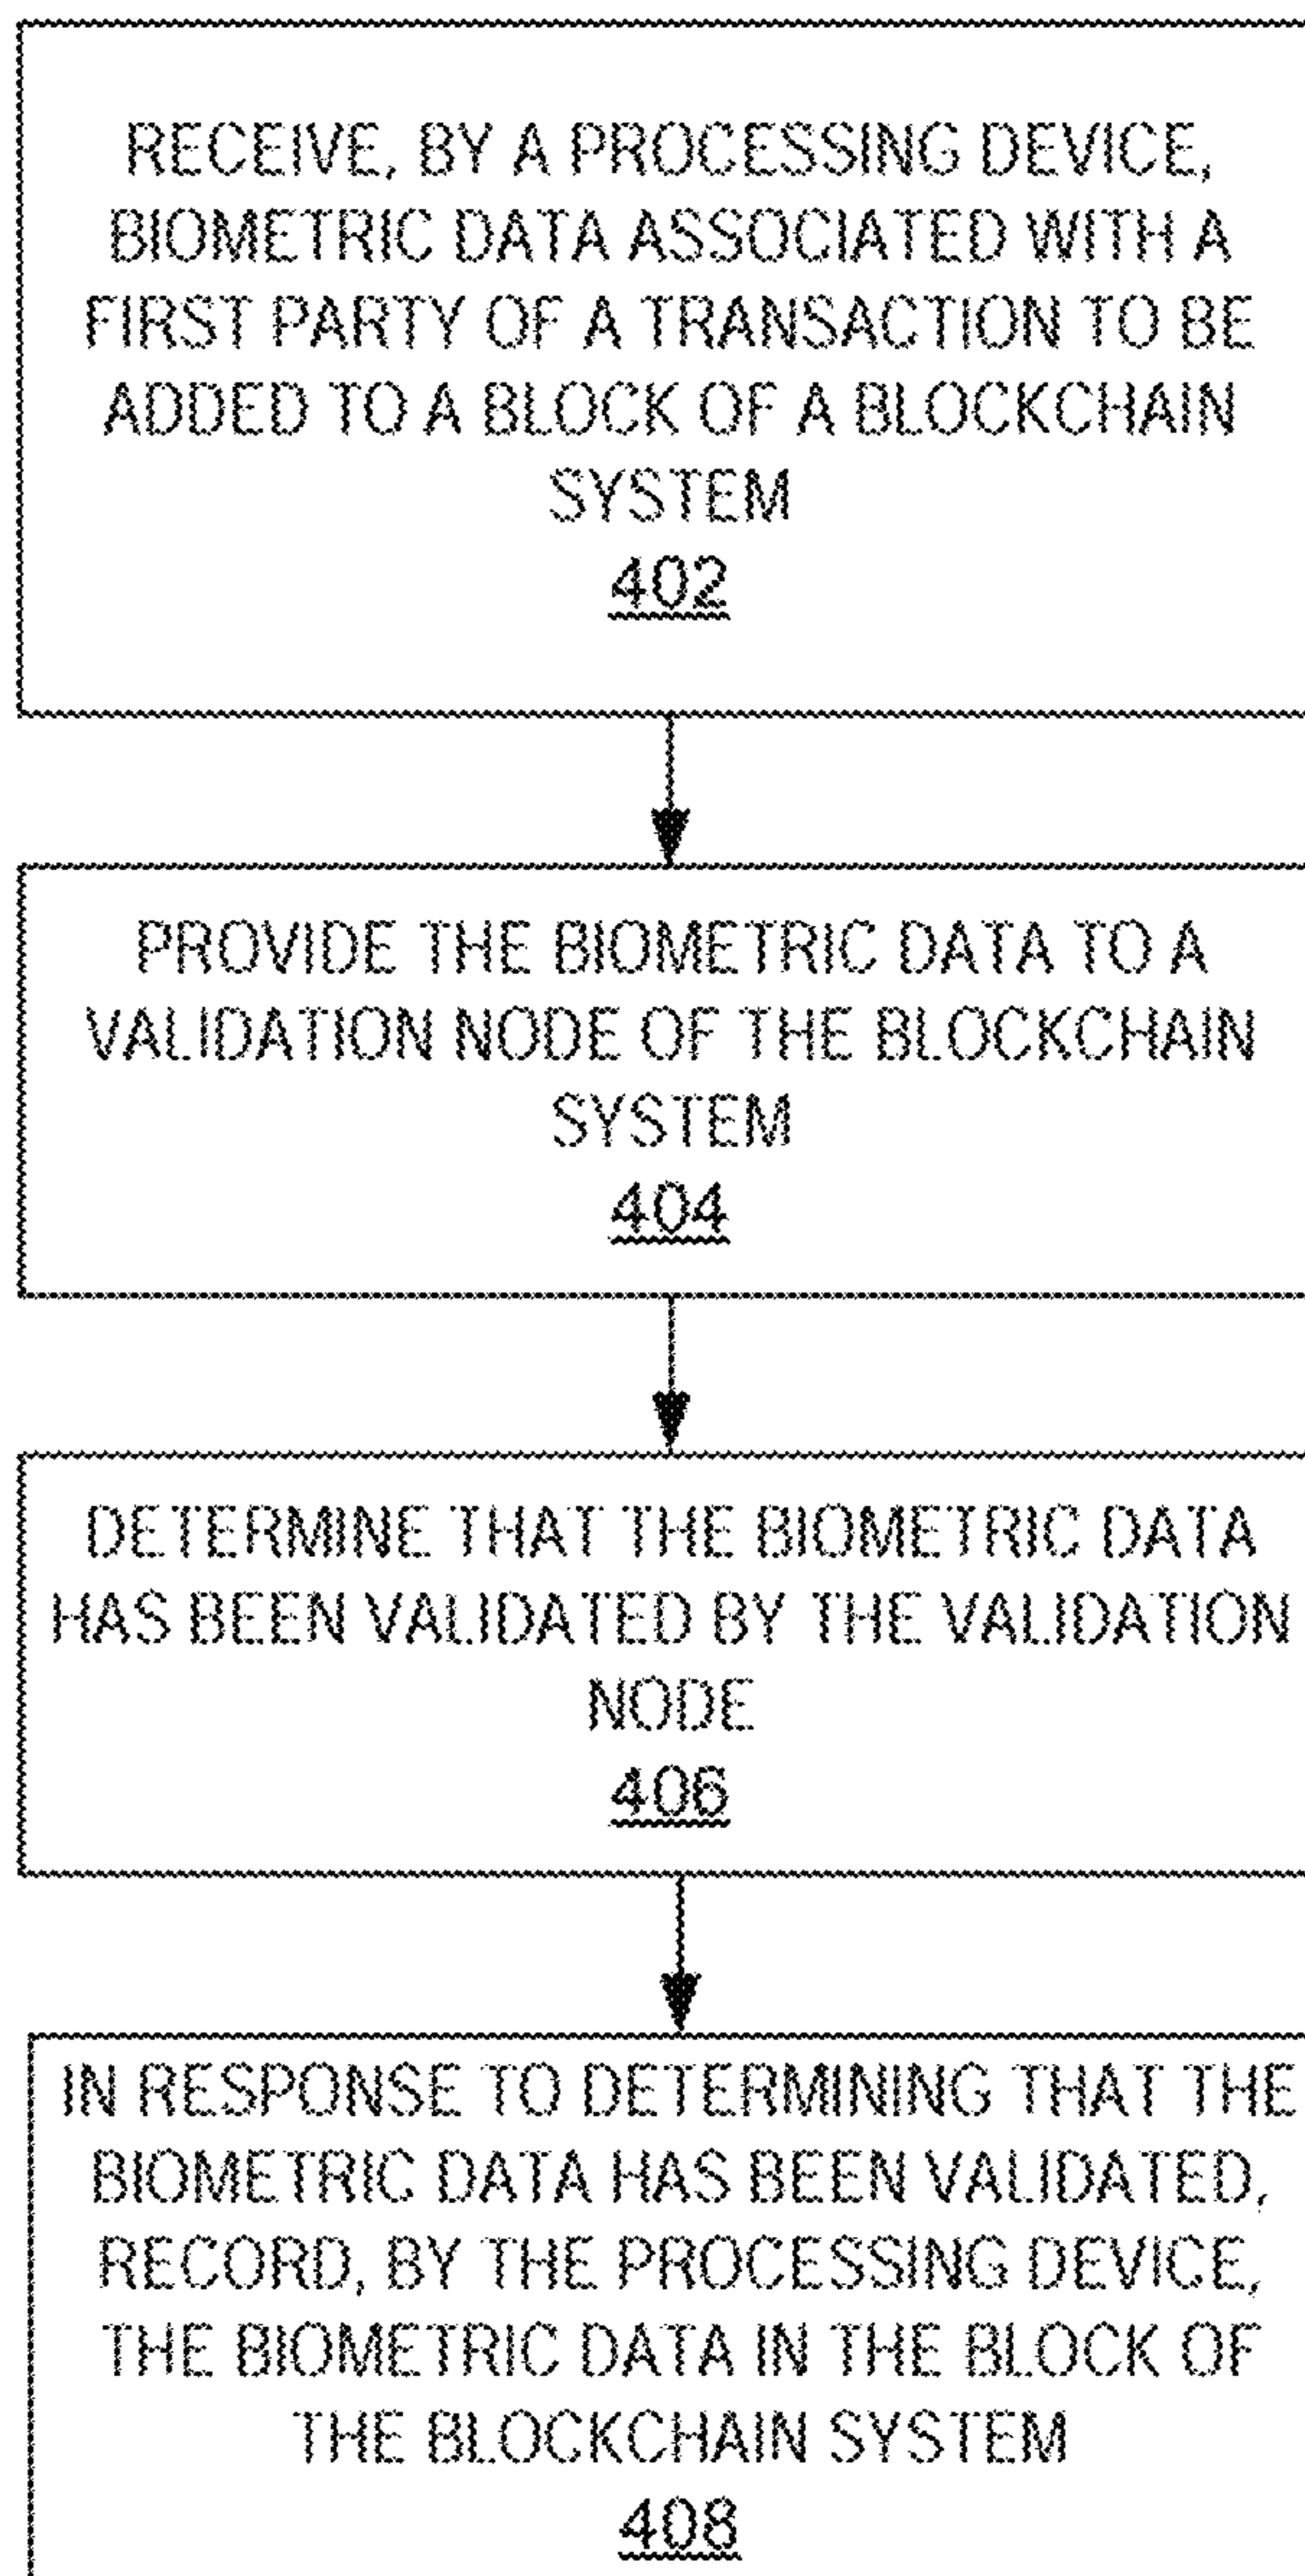 RECEIVE, BY A PROCESSING DEVICE,
BIOMETRIC DATA ASSOCIATED WITH A
FIRST PARTY OF A TRANSACTION TO BE
ADDED TO A BLOCK OF A BLOCKCHAIN
SYSTEM
402
PROVIDE THE BIOMETRIC DATA TO A
VALIDATION NODE OF THE BLOCKCHAIN
SYSTEM
404
DETERMINE THAT THE BIOMETRIC DATA
HAS BEEN VALIDATED BY THE VALIDATION
NODE
406
IN RESPONSE TO DETERMINING THAT THE
BIOMETRIC DATA HAS BEEN VALIDATED,
RECORD, BY THE PROCESSING DEVICE,
THE BIOMETRIC DATA IN THE BLOCK OF
THE BLOCKCHAIN SYSTEM
408